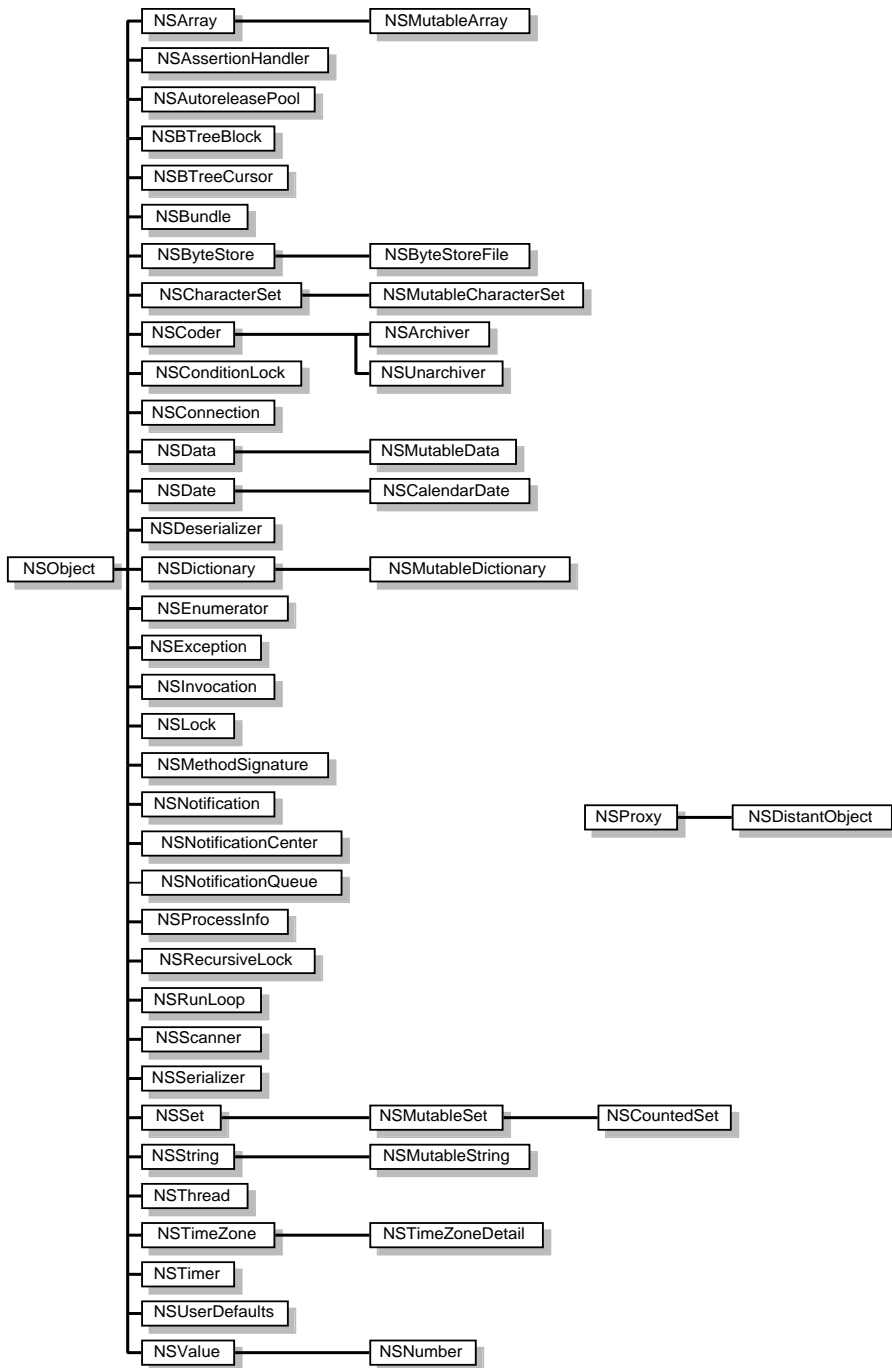 NSArray NSMutableArray
NSAssertionHandler
NSAutoreleasePool
NSBTreeBlock
NSBTreeCursor
NSBundle
NSByteStore NSByteStoreFile
NSCharacterSet NSMutableCharacterSet
NSCoder NSArchiver
NSConditionLock NSUnarchiver
NSConnection
NSData NSMutableData
NSDate NSCalendarDate
NSDeserializer
NSObject NSDictionary NSMutableDictionary
NSEnumerator
NSException
NSInvocation
NSLock
NSMethodSignature
NSNotification NSProxy NSDistantObject
NSNotificationCenter
NSNotificationQueue
NSProcessInfo
NSRecursiveLock
NSRunLoop
NSScanner
NSSerializer
NSSet NSMutableSet NSCountedSet
NSString NSMutableString
NSThread
NSTimeZone NSTimeZoneDetail
NSTimer
NSUserDefaults
NSValue NSNumber